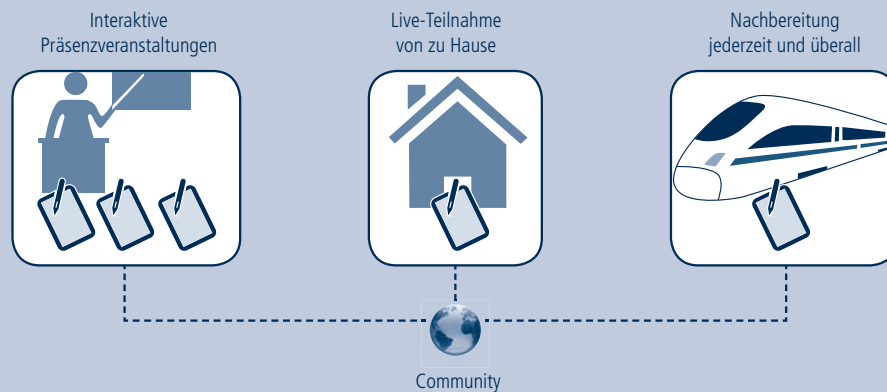 Interaktive
Präsenzveranstaltungen
Live-Teilnahme
von zu Hause
Nachbereitung
jederzeit und überall
Community